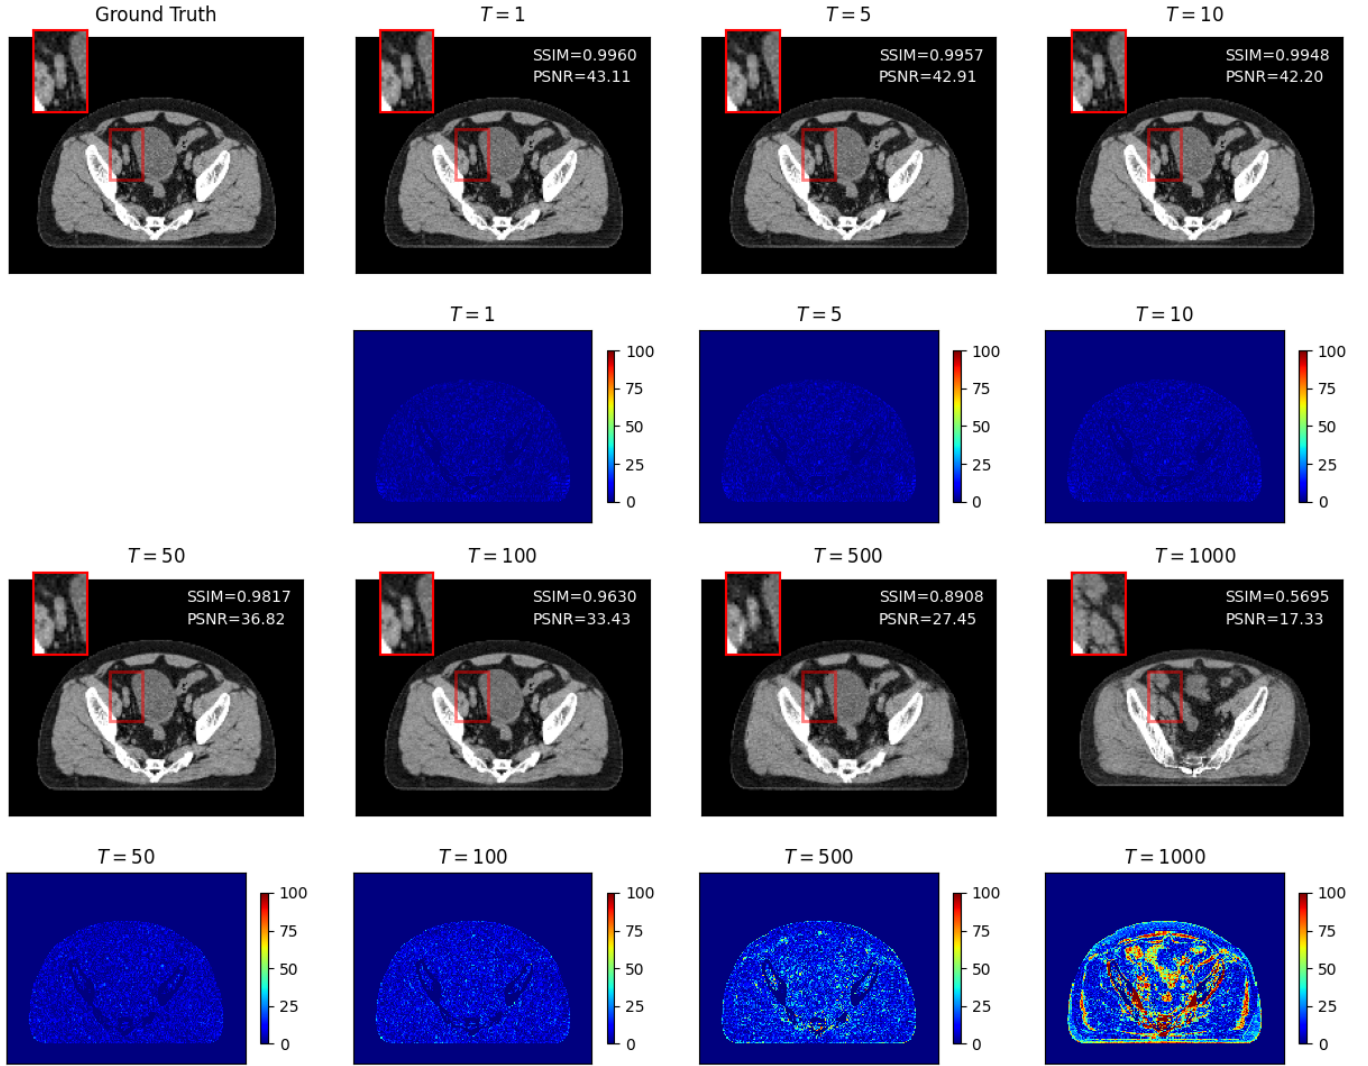 Ground Truth
T = 1
T = 5
T = 10
SSIM=0.9960
PSNR=43.11
SSIM=0.9957
PSNR=42.91
SSIM=0.9948
PSNR=42.20
T = 1
T = 5
T = 10
100
75
50
25
0
100
75
50
25
0
100
75
50
25
0
T = 50
T = 100
T = 500
T = 1000
SSIM=0.9817
PSNR=36.82
SSIM=0.9630
PSNR=33.43
SSIM=0.8908
PSNR=27.45
SSIM=0.5695
PSNR=17.33
T = 50
T = 100
T = 500
T = 1000
100
75
50
25
0
100
75
50
25
0
100
75
50
25
0
100
75
50
25
0